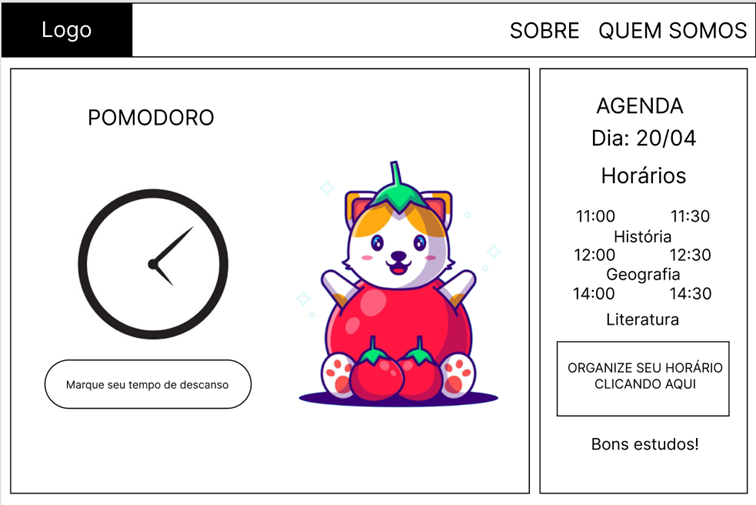 Logo
SOBRE QUEM SOMOS
POMODORO
Marque seu tempo de descanso
AGENDA
Dia: 20/04
Horários
11:00 11:30
História
12:00 12:30
Geografia
14:00 14:30
Literatura
ORGANIZE SEU HORÁRIO
CLICANDO AQUI
Bons estudos!